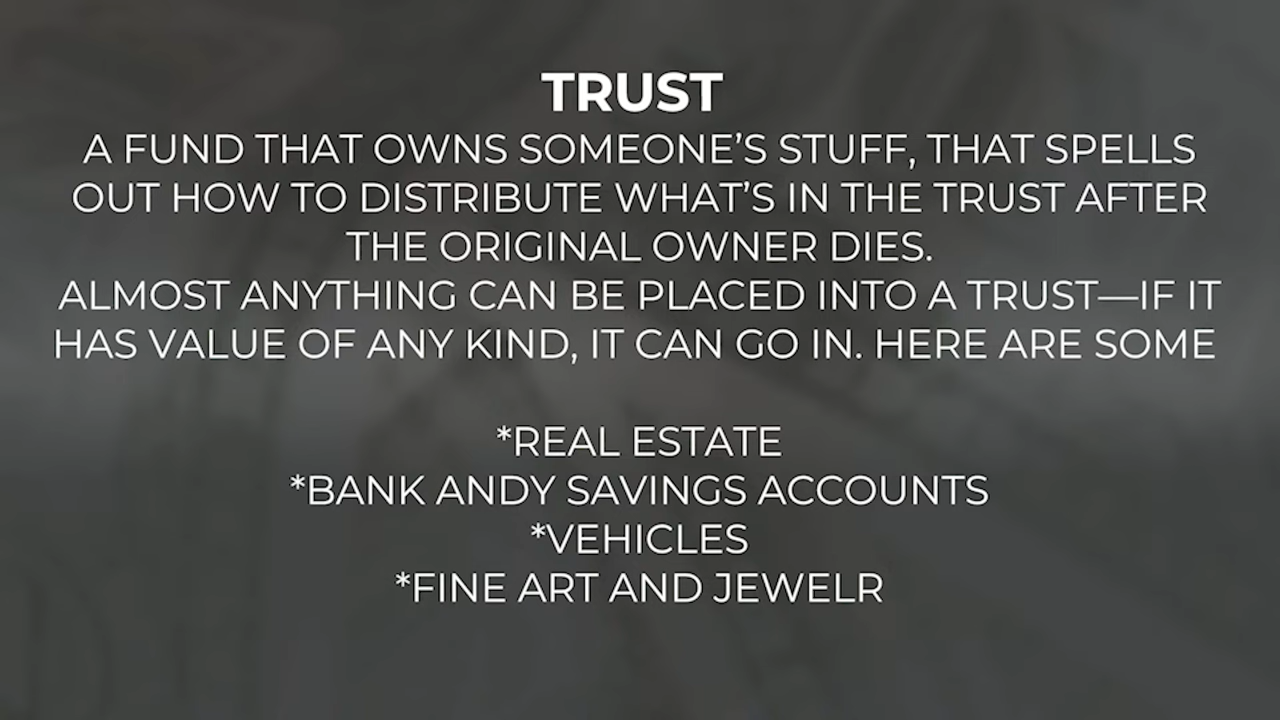 TRUST
A FUND THAT OWNS SOMEONE’S STUFF, THAT SPELLS
OUT HOW TO DISTRIBUTE WHAT’S IN THE TRUST AFTER
THE ORIGINAL OWNER DIES.
ALMOST ANYTHING CAN BE PLACED INTO A TRUST—IF IT
HAS VALUE OF ANY KIND, IT CAN GO IN. HERE ARE SOME
*REAL ESTATE
*BANK ANDY SAVINGS ACCOUNTS
*VEHICLES
*FINE ART AND JEWELR